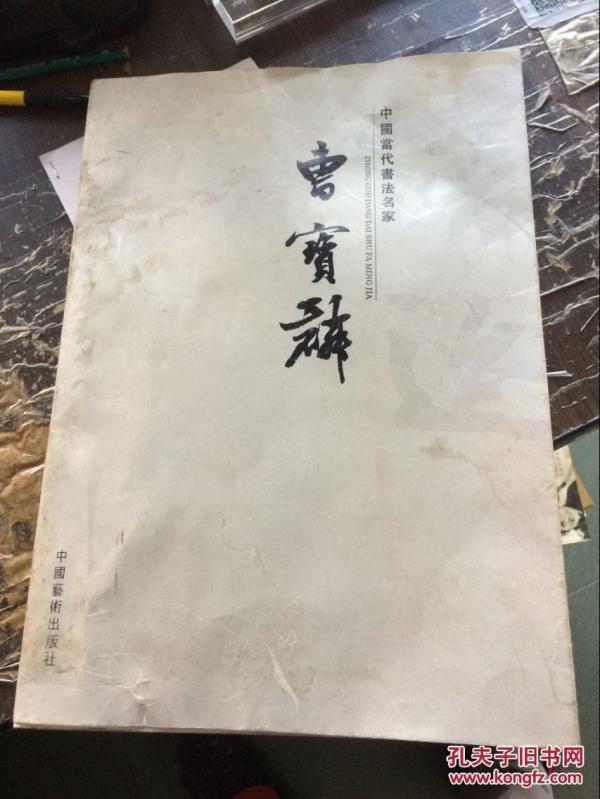 中國當代書法名家
ZHONG GUO DANG DAI SHU FA MING JIA
曹寶麟
中國藝術出版社
孔夫子旧书网
www.kongfz.com